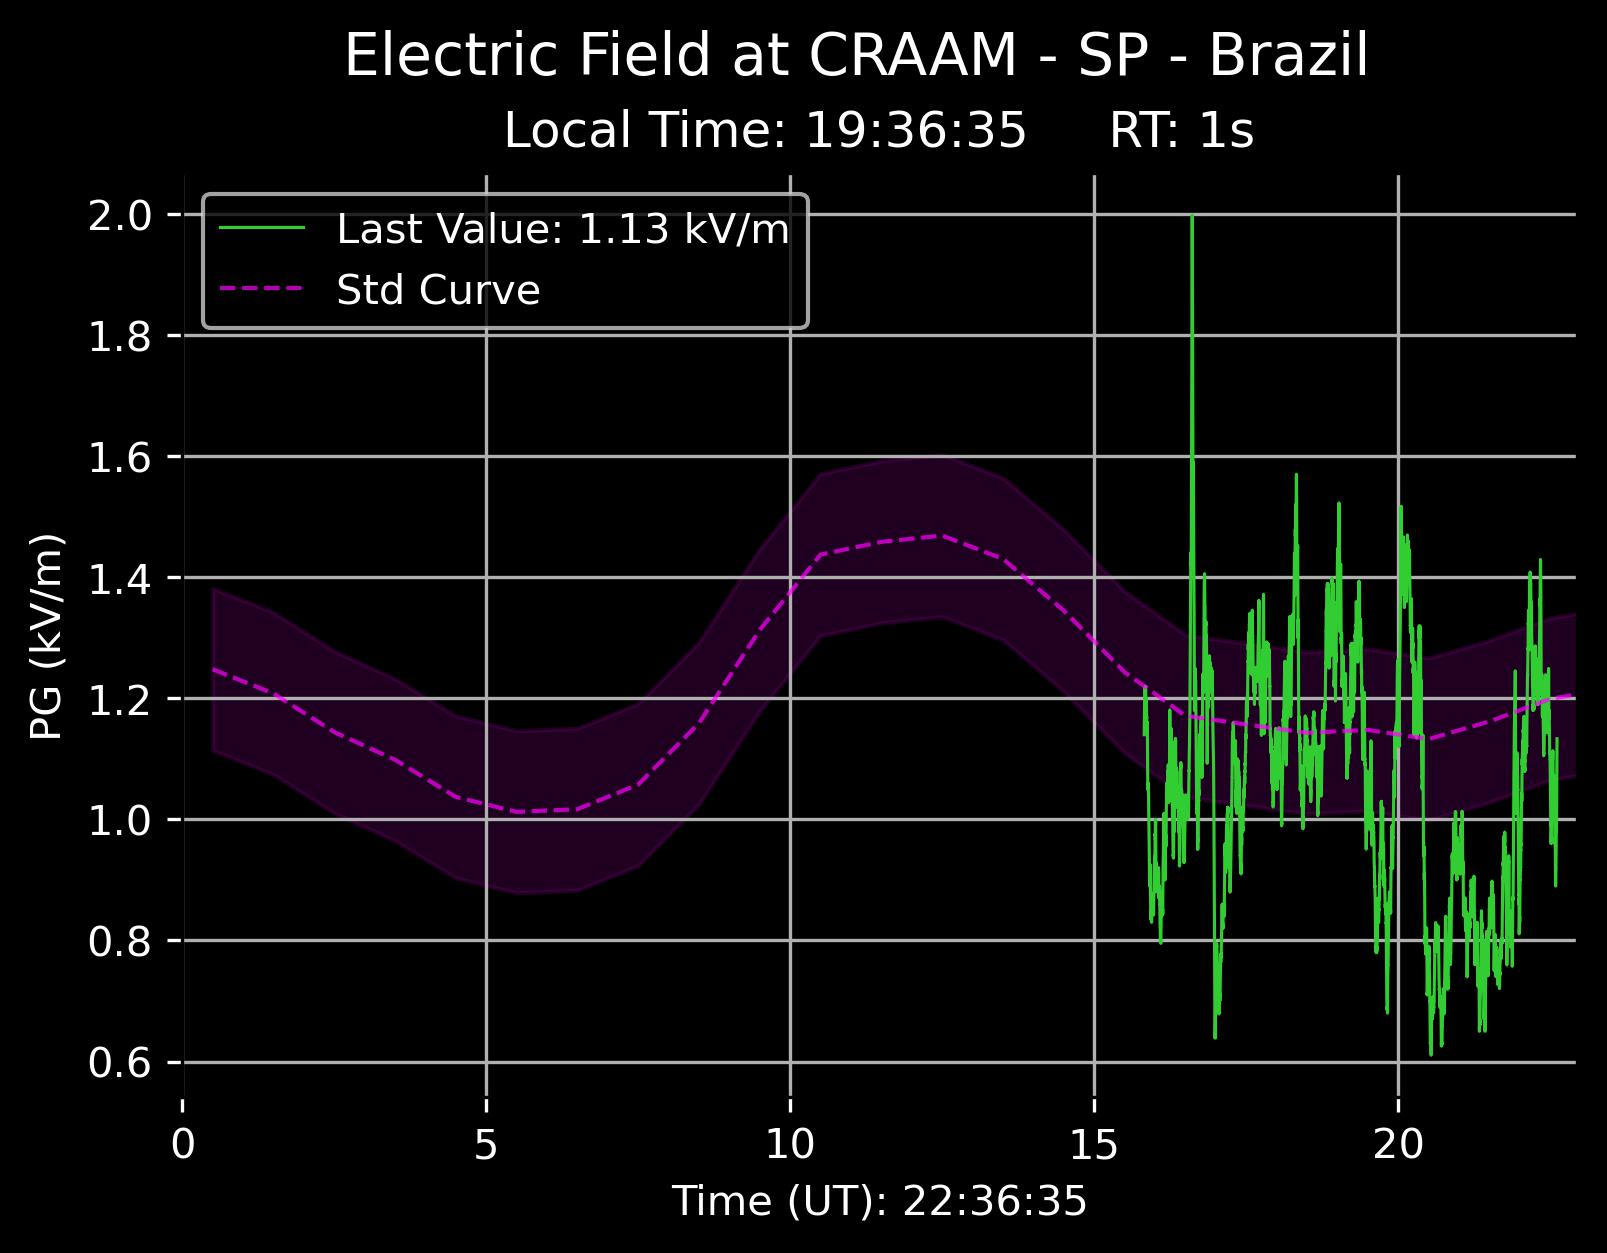 Electric Field at CRAAM - SP - Brazil
Local Time: 19:36:35 RT: 1s
Last Value: 1.13 kV/m
Std Curve
2.0
1.8
1.6
1.4
1.2
1.0
0.8
0.6
PG (kV/m)
0 5 10 15 20
Time (UT): 22:36:35